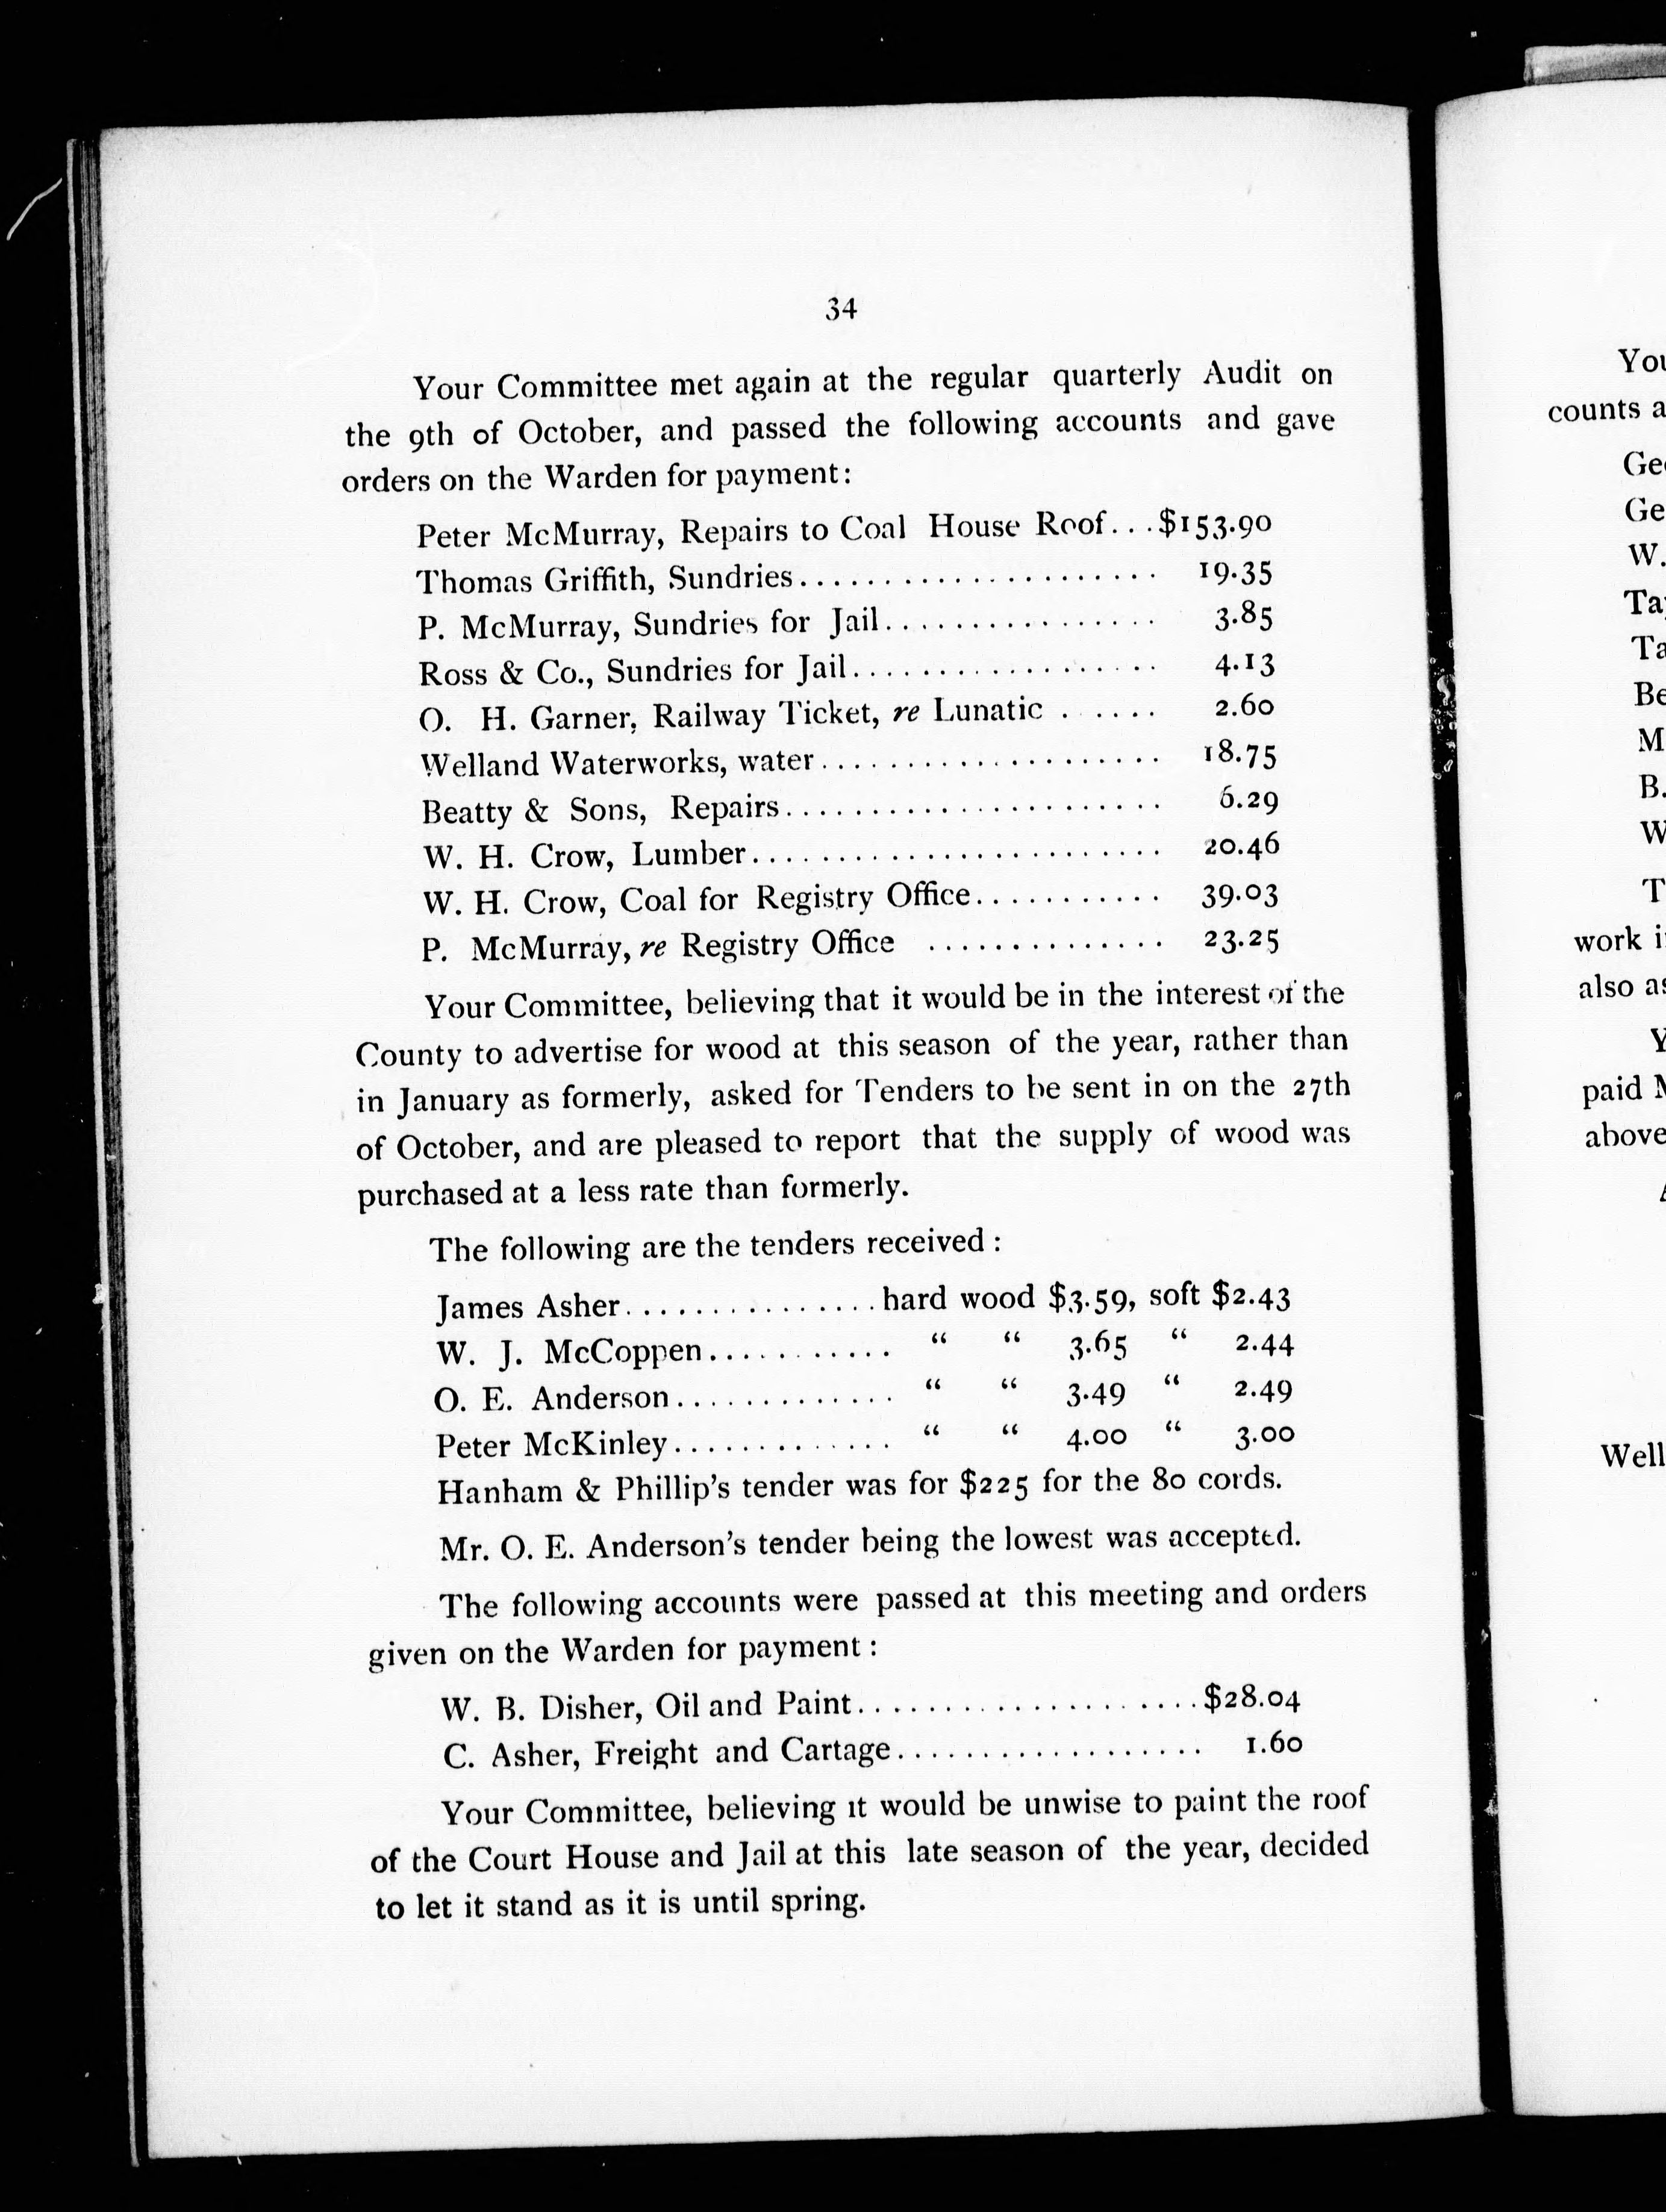 34
Your Committee met again at the regular quarterly Audit on
the 9th of October, and passed the following accounts and gave
orders on the Warden for payment:
Peter McMurray, Repairs to Coal House Roof...$153.90
Thomas Griffith, Sundries..................... 19.35
P. McMurray, Sundries for Jail................ 3.85
Ross & Co., Sundries for Jail.................. 4.13
O. H. Garner, Railway Ticket, re Lunatic ...... 2.60
Welland Waterworks, water.................... 18.75
Beatty & Sons, Repairs...................... 6.29
W. H. Crow, Lumber........................ 20.46
W. H. Crow, Coal for Registry Office........... 39.03
P. McMurray, re Registry Office .............. 23.25
Your Committee, believing that it would be in the interest of the
County to advertise for wood at this season of the year, rather than
in January as formerly, asked for Tenders to be sent in on the 27th
of October, and are pleased to report that the supply of wood was
purchased at a less rate than formerly.
The following are the tenders received :
James Asher...............hard wood $3.59, soft $2.43
W. J. McCoppen........... “ “ 3.65 “ 2.44
O. E. Anderson............. “ “ 3.49 “ 2.49
Peter McKinley............. “ “ 4.00 “ 3.00
Hanham & Phillip's tender was for $225 for the 80 cords.
Mr. O. E. Anderson's tender being the lowest was accepted.
The following accounts were passed at this meeting and orders
given on the Warden for payment :
W. B. Disher, Oil and Paint....................$28.04
C. Asher, Freight and Cartage.................. 1.60
Your Committee, believing it would be unwise to paint the roof
of the Court House and Jail at this late season of the year, decided
to let it stand as it is until spring.
You
counts a
Ge
W.
Ta
Be
M
B.
W
T
work i
also as
Y
paid
above
Well